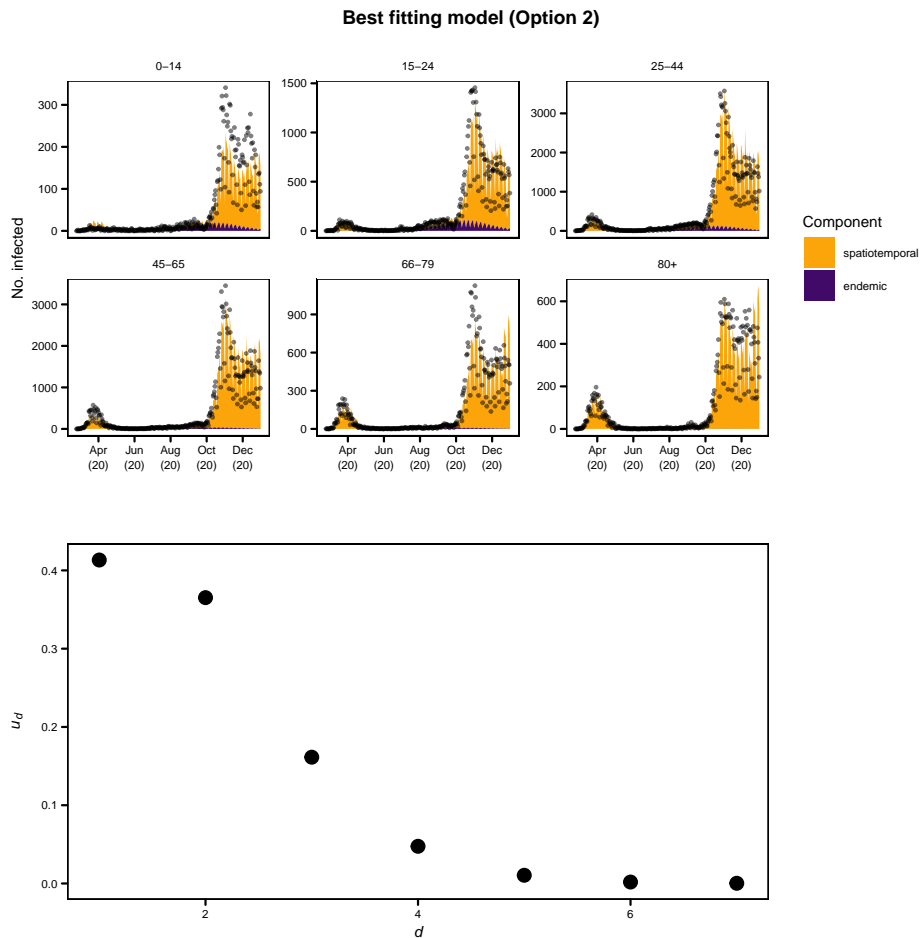 Best fitting model (Option 2)
No. infected
0−14
15−24
25−44
300
200
100
0
1500
1000
500
0
3000
2000
1000
0
45−65
66−79
80+
3000
2000
1000
0
900
600
300
0
600
400
200
0
Apr Jun Aug Oct Dec
(20) (20) (20) (20) (20)
Apr Jun Aug Oct Dec
(20) (20) (20) (20) (20)
Apr Jun Aug Oct Dec
(20) (20) (20) (20) (20)
Component
spatiotemporal
endemic
u_d
0.4
0.3
0.2
0.1
0.0
2 4 6
d